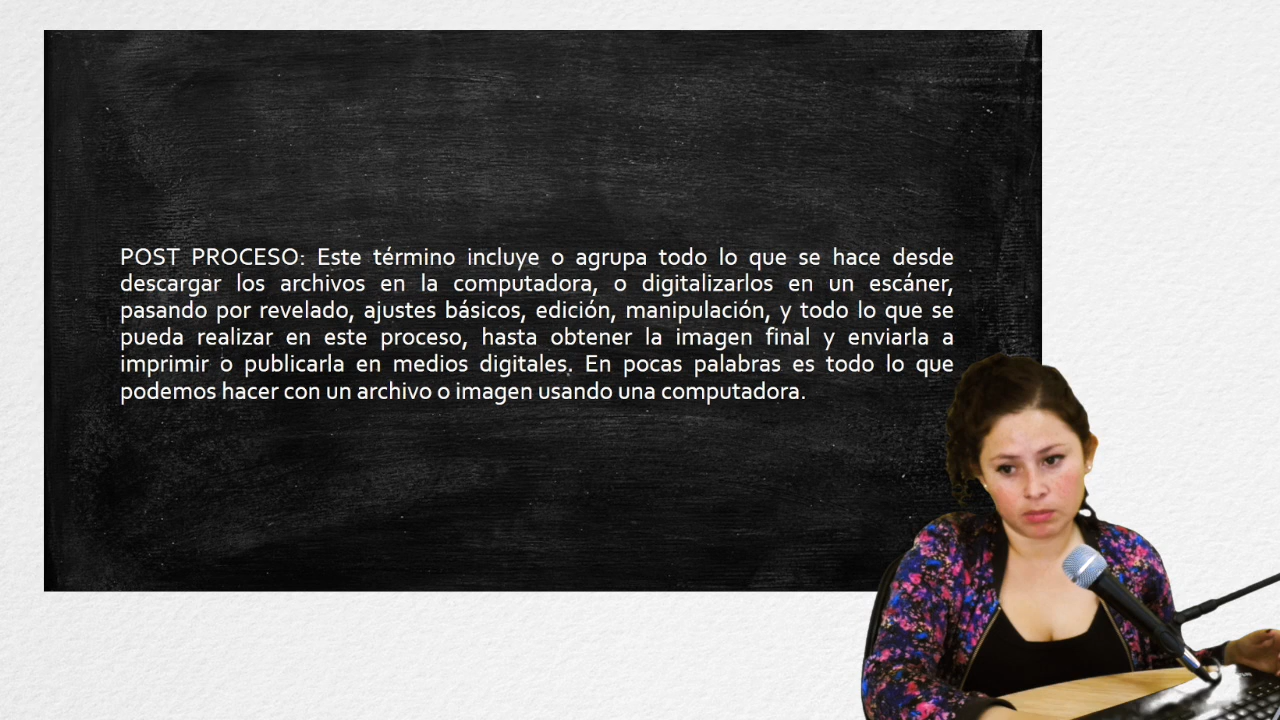 POST PROCESO: Este término incluye o agrupa todo lo que se hace desde
descargar los archivos en la computadora, o digitalizarlos en un escáner,
pasando por revelado, ajustes básicos, edición, manipulación, y todo lo que se
pueda realizar en este proceso, hasta obtener la imagen final y enviarla a
imprimir o publicarla en medios digitales. En pocas palabras es todo lo que
podemos hacer con un archivo o imagen usando una computadora.